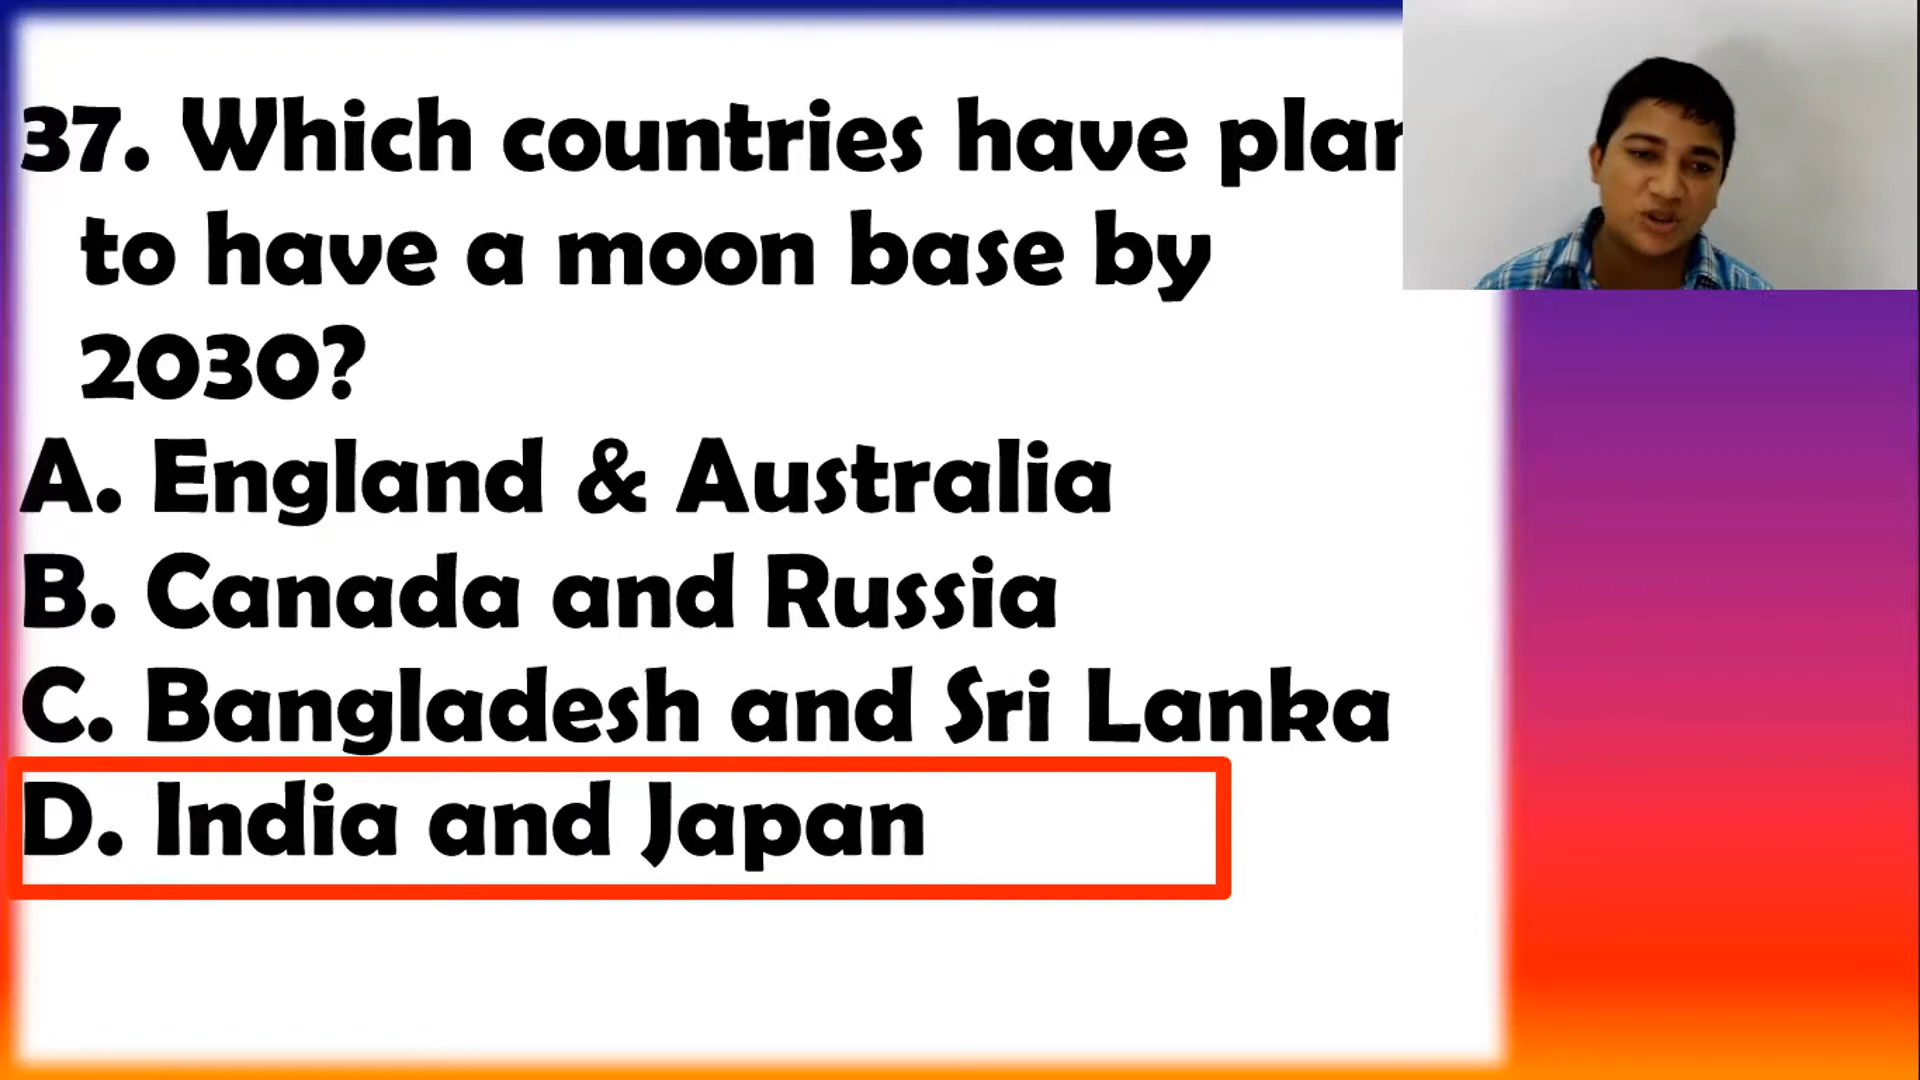 37. Which countries have plan
to have a moon base by
2030?
A. England & Australia
B. Canada and Russia
C. Bangladesh and Sri Lanka
D. India and Japan